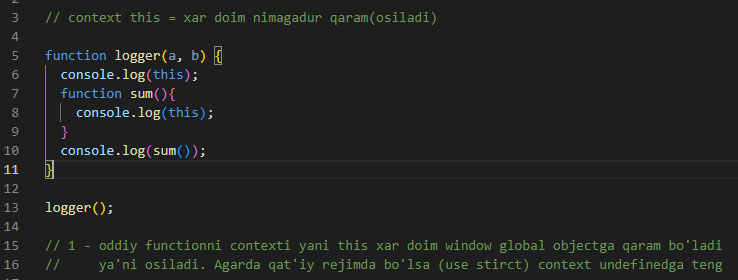 2
3 // context this = xar doim nimagadur qaram(osiladi)
4
5 function logger(a, b) {
6 console.log(this);
7 function sum(){
8 console.log(this);
9 }
10 console.log(sum());
11 }
12
13 logger();
14
15 // 1 - oddiy functionni contexti yani this xar doim window global objectga qaram bo'ladi
16 // ya'ni osiladi. Agarda qat'iy rejimda bo'lsa (use stirct) context undefinedga teng